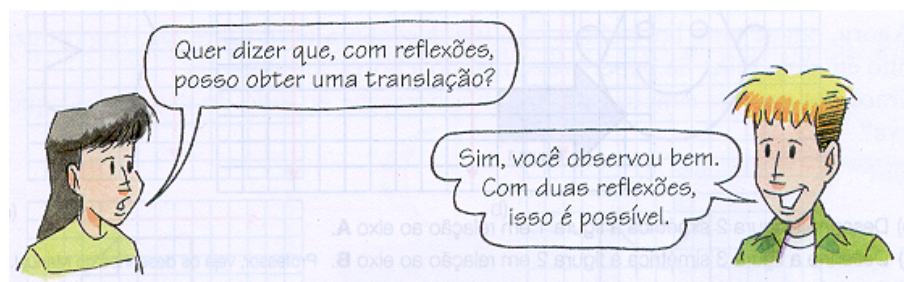 Quer dizer que, com reflexões,
posso obter uma translação?
Sim, você observou bem.
Com duas reflexões,
isso é possível.